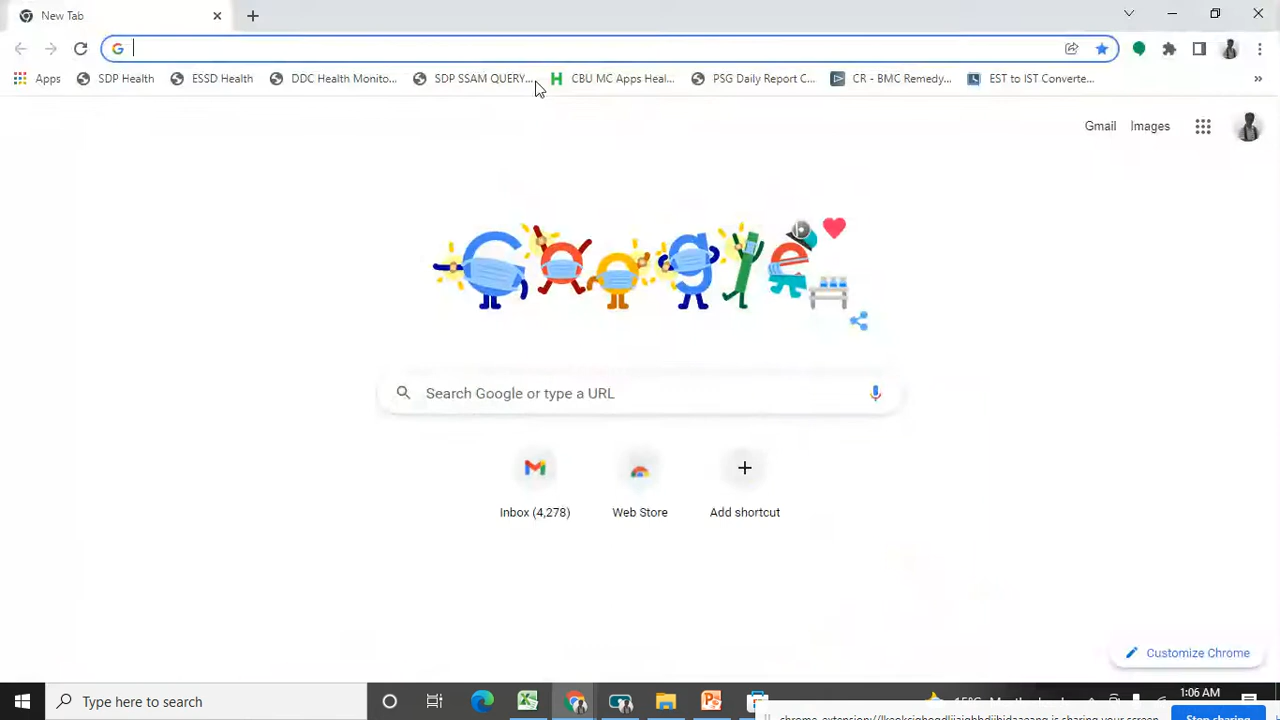 New Tab
Apps SDP Health ESSD Health DDC Health Monito... SDP SSAM QUERY... CBU MC Apps Heal... PSG Daily Report C... CR - BMC Remedy... EST to IST Converte... »
Gmail Images
Google
Search Google or type a URL
Inbox (4,278) Web Store Add shortcut
Customize Chrome
Type here to search
1:06 AM
is sharing your screen.
Stop sharing